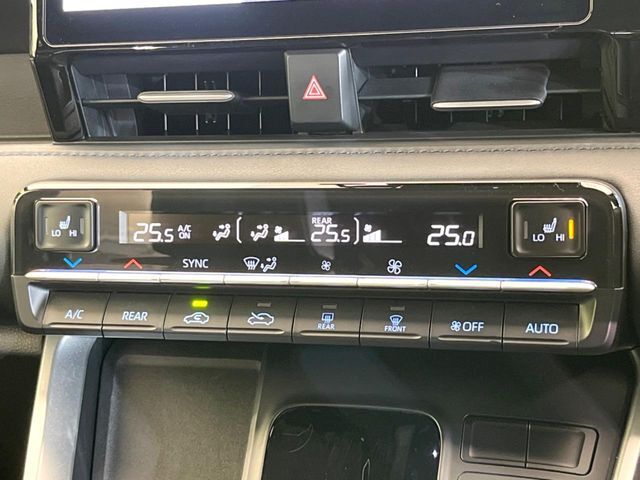 LO HI
25.5 A/C ON
REAR
25.5
25.0
LO HI
SYNC
A/C
REAR
REAR
FRONT
OFF
AUTO